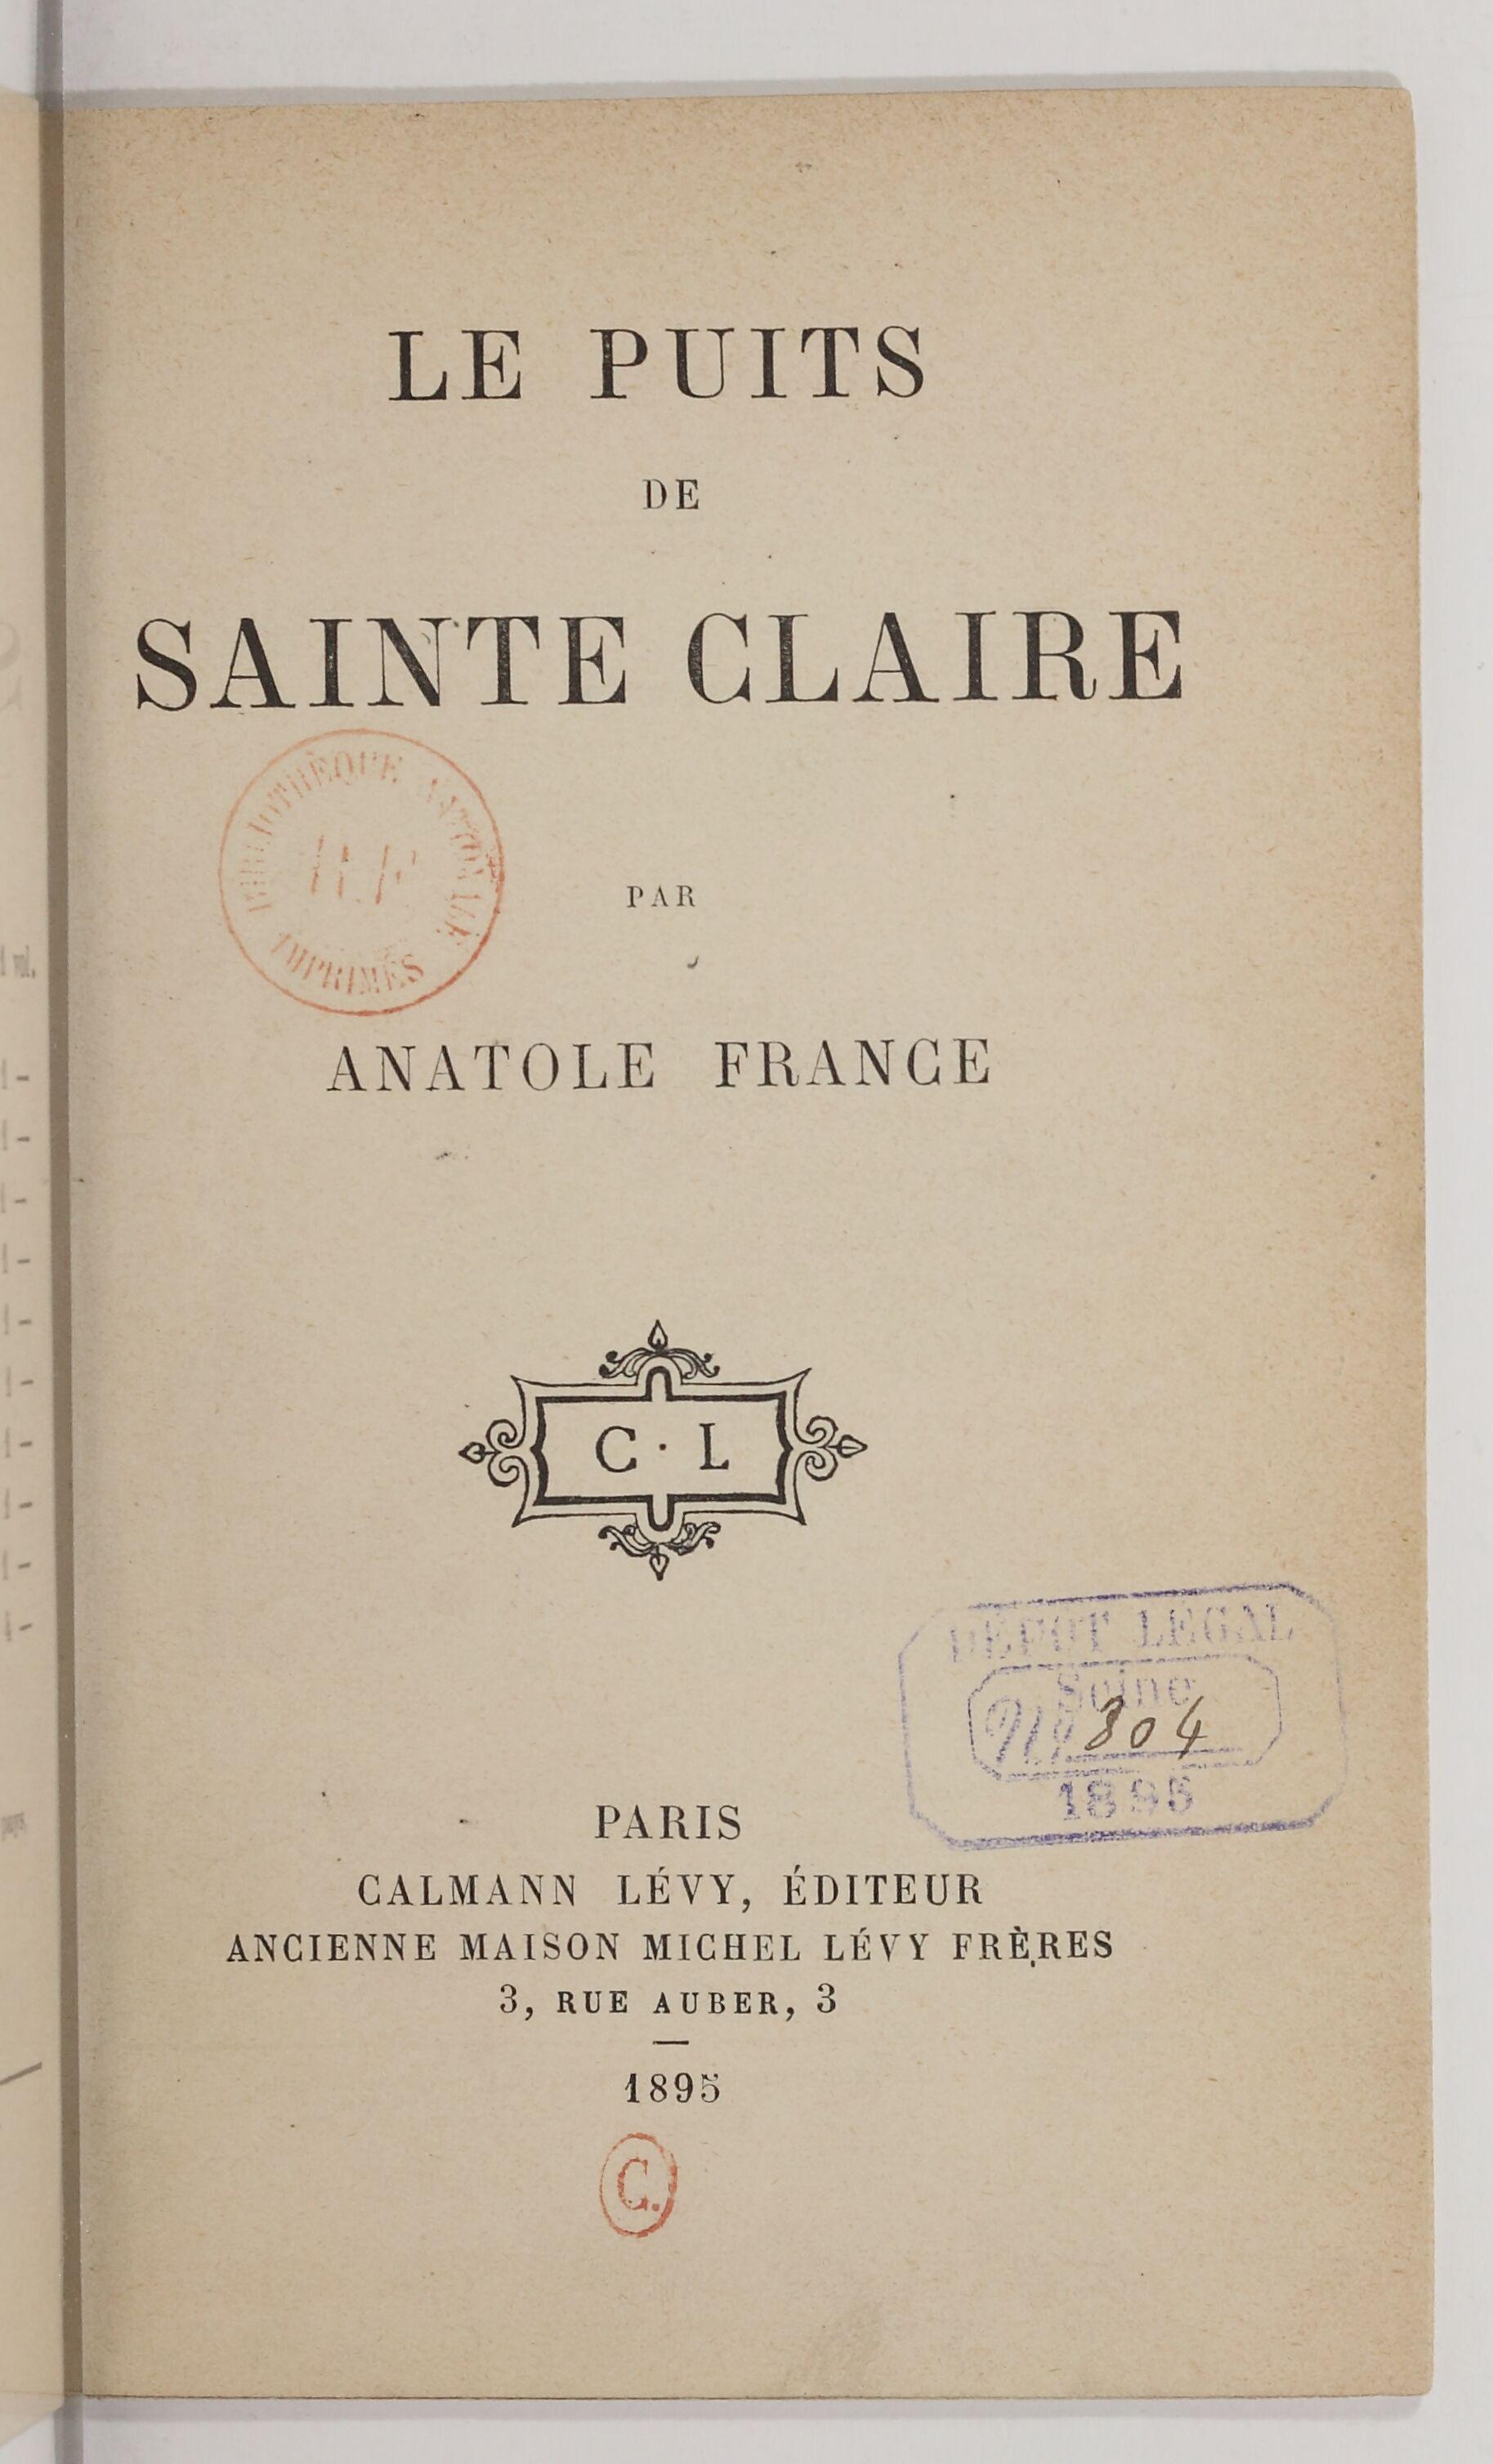 LE PUITS
DE
SAINTE CLAIRE
BIBLIOTHÈQUE NATIONALE
IMPRIMÉS
PAR
ANATOLE FRANCE
C · L
DÉPOT LÉGAL
Seine
Nº 804
1895
PARIS
CALMANN LÉVY, ÉDITEUR
ANCIENNE MAISON MICHEL LÉVY FRÈRES
3, RUE AUBER, 3
1895
C.